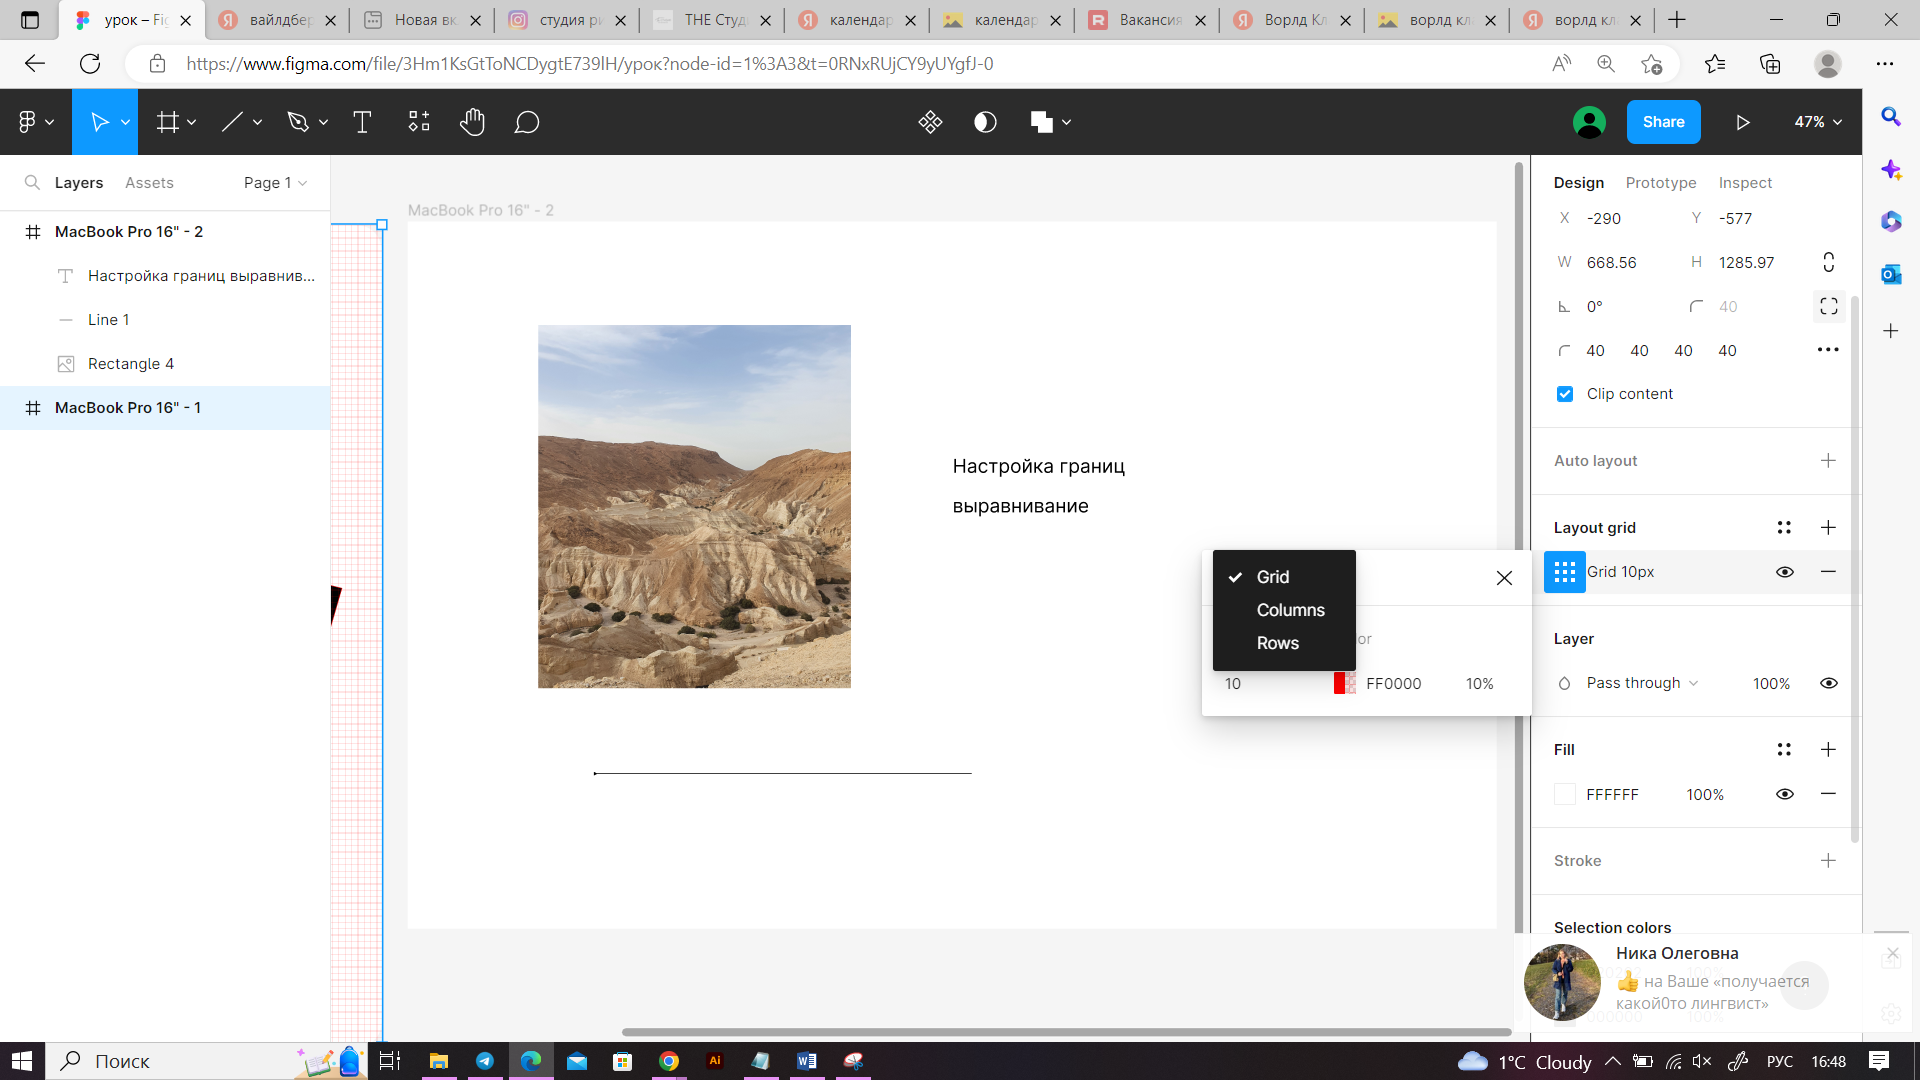 урок – Fig
вайлдбер
Новая вк
студия ри
THE Студ
календар
календар
Вакансия
Ворлд Кл
ворлд кл
ворлд кл
https://www.figma.com/file/3Hm1KsGtToNCDygtE739lH/урок?node-id=1%3A3&t=0RNxRUjCY9yUYgfJ-0
Share
47%
Layers
Assets
Page 1
MacBook Pro 16" - 2
Настройка границ выравнив...
Line 1
Rectangle 4
MacBook Pro 16" - 1
MacBook Pro 16" - 2
Настройка границ
выравнивание
Grid
Columns
Rows
10
FF0000
10%
Design
Prototype
Inspect
X -290
Y -577
W 668.56
H 1285.97
0°
40
40 40 40 40
Clip content
Auto layout
Layout grid
Grid 10px
Layer
Pass through
100%
Fill
FFFFFF
100%
Stroke
Selection colors
Ника Олеговна
👍 на Ваше «получается
какой0то лингвист»
Поиск
Ai
1°C Cloudy
РУС
16:48